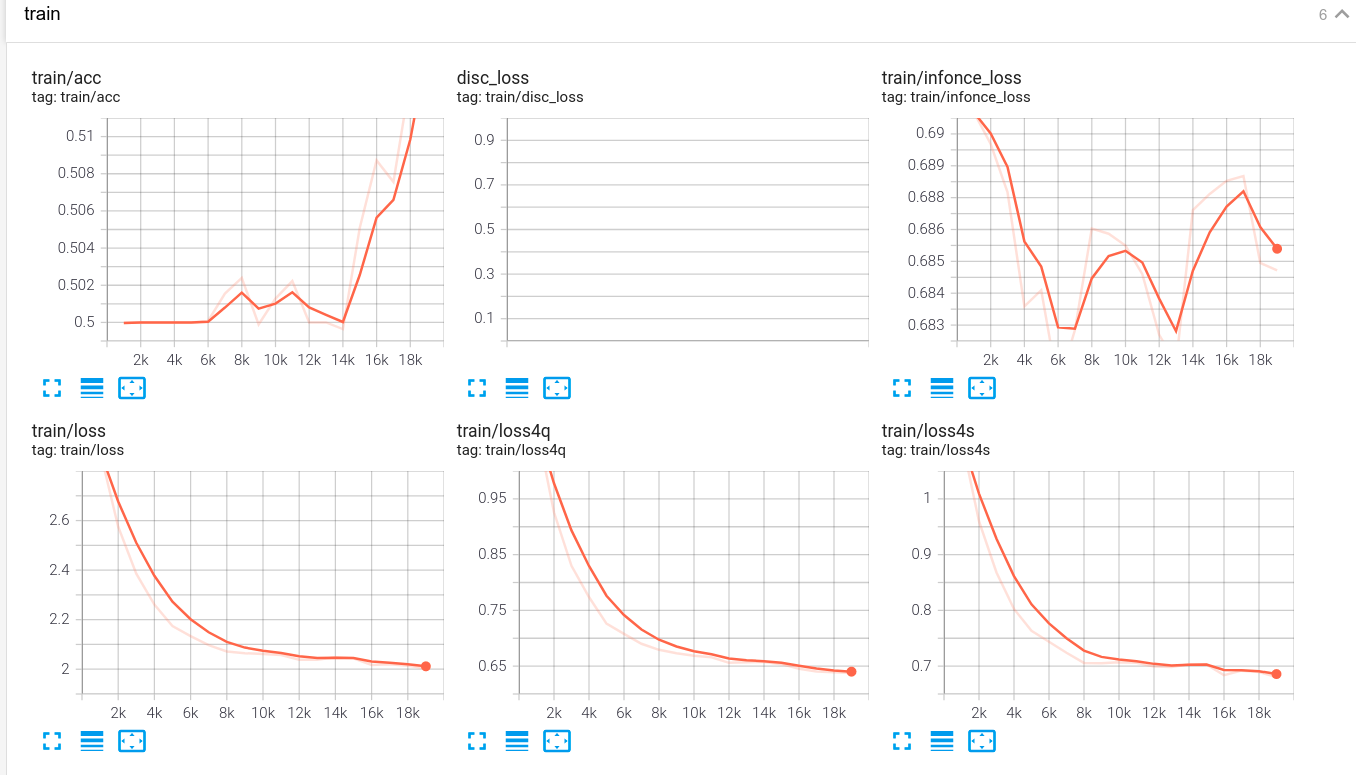 train 6
train/acc
tag: train/acc
0.51
0.508
0.506
0.504
0.502
0.5
2k 4k 6k 8k 10k 12k 14k 16k 18k
disc_loss
tag: train/disc_loss
0.9
0.7
0.5
0.3
0.1
train/infonce_loss
tag: train/infonce_loss
0.69
0.689
0.688
0.686
0.685
0.684
0.683
2k 4k 6k 8k 10k 12k 14k 16k 18k
train/loss
tag: train/loss
2.6
2.4
2.2
2
2k 4k 6k 8k 10k 12k 14k 16k 18k
train/loss4q
tag: train/loss4q
0.95
0.85
0.75
0.65
2k 4k 6k 8k 10k 12k 14k 16k 18k
train/loss4s
tag: train/loss4s
1
0.9
0.8
0.7
2k 4k 6k 8k 10k 12k 14k 16k 18k